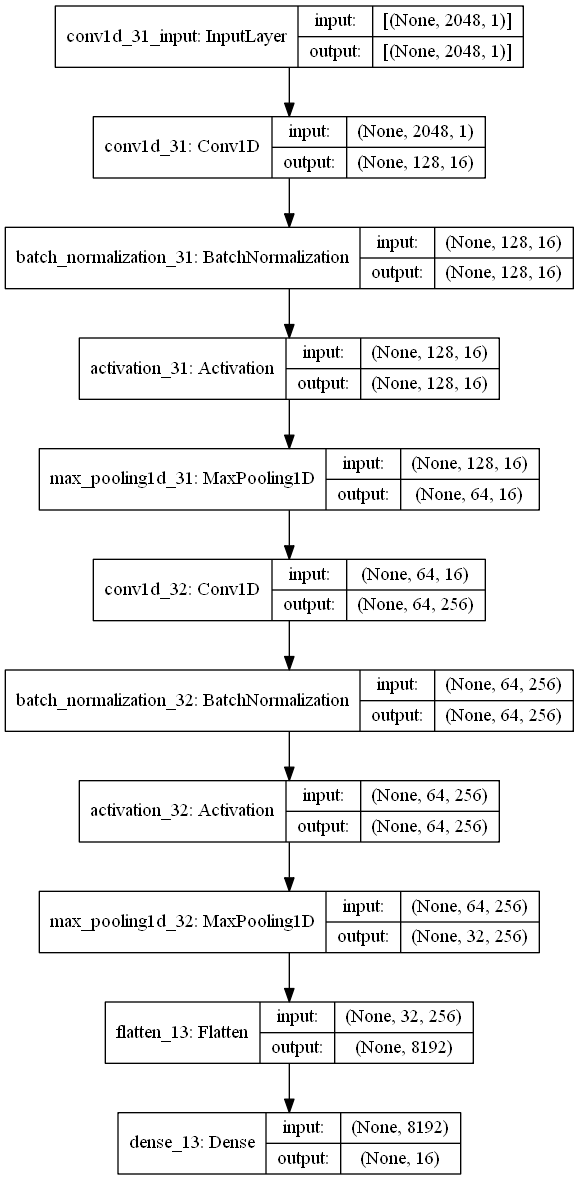 conv1d_31_input: InputLayer
input: [(None, 2048, 1)]
output: [(None, 2048, 1)]
conv1d_31: Conv1D
input: (None, 2048, 1)
output: (None, 128, 16)
batch_normalization_31: BatchNormalization
input: (None, 128, 16)
output: (None, 128, 16)
activation_31: Activation
input: (None, 128, 16)
output: (None, 128, 16)
max_pooling1d_31: MaxPooling1D
input: (None, 128, 16)
output: (None, 64, 16)
conv1d_32: Conv1D
input: (None, 64, 16)
output: (None, 64, 256)
batch_normalization_32: BatchNormalization
input: (None, 64, 256)
output: (None, 64, 256)
activation_32: Activation
input: (None, 64, 256)
output: (None, 64, 256)
max_pooling1d_32: MaxPooling1D
input: (None, 64, 256)
output: (None, 32, 256)
flatten_13: Flatten
input: (None, 32, 256)
output: (None, 8192)
dense_13: Dense
input: (None, 8192)
output: (None, 16)